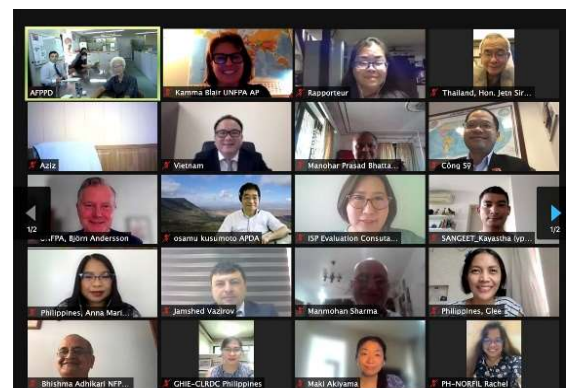 AFPPD
Kamma Blair UNFPA AP
Rapporteur
Thailand, Hon. Jetn Sir...
Aziz
Vietnam
Manohar Prasad Bhatta...
Công Sỹ
UNFPA, Björn Andersson
osamu kusumoto APDA
ISP Evaluation Consulta...
SANGEET_Kayastha (yp...
1/2
1/2
Philippines, Anna Mari...
Jamshed Vazirov
Manmohan Sharma
Philippines, Glee
Bhishma Adhikari NFP...
GHIE-CLRDC Philippines
Maki Akiyama
PH-NORFIL Rachel